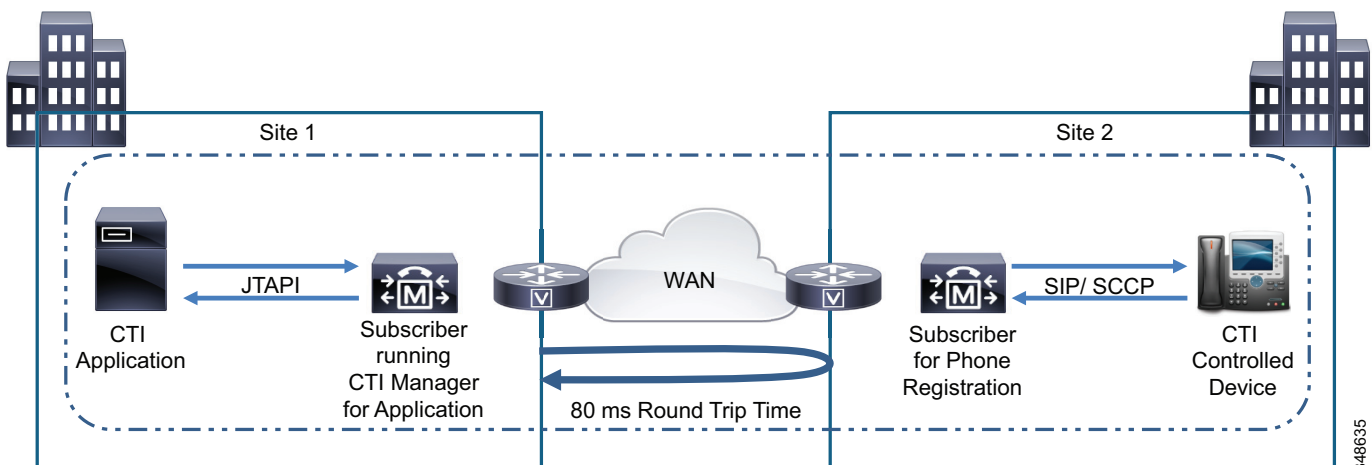 Site 1
Site 2
JTAPI
M
V
WAN
V
M
SIP/ SCCP
CTI
Application
Subscriber
running
CTI Manager
for Application
80 ms Round Trip Time
Subscriber
for Phone
Registration
CTI
Controlled
Device
348635